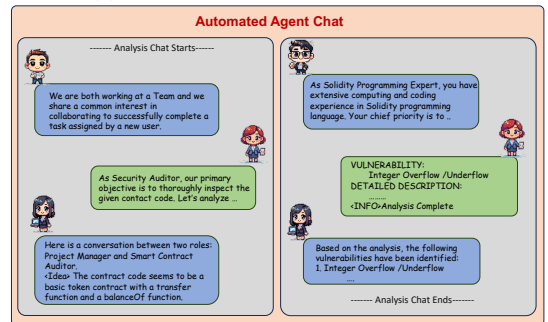 Automated Agent Chat
------- Analysis Chat Starts------
We are both working at a Team and we
share a common interest in
collaborating to successfully complete a
task assigned by a new user.
As Security Auditor, our primary
objective is to thoroughly inspect the
given contact code. Let's analyze ...
Here is a conversation between two roles:
Project Manager and Smart Contract
Auditor.
<Idea> The contract code seems to be a
basic token contract with a transfer
function and a balanceOf function.
As Solidity Programming Expert, you have
extensive computing and coding
experience in Solidity programming
language. Your chief priority is to ..
VULNERABILITY:
Integer Overflow /Underflow
DETAILED DESCRIPTION:
.........
<INFO>Analysis Complete
Based on the analysis, the following
vulnerabilities have been identified:
1. Integer Overflow /Underflow
....
------- Analysis Chat Ends-------